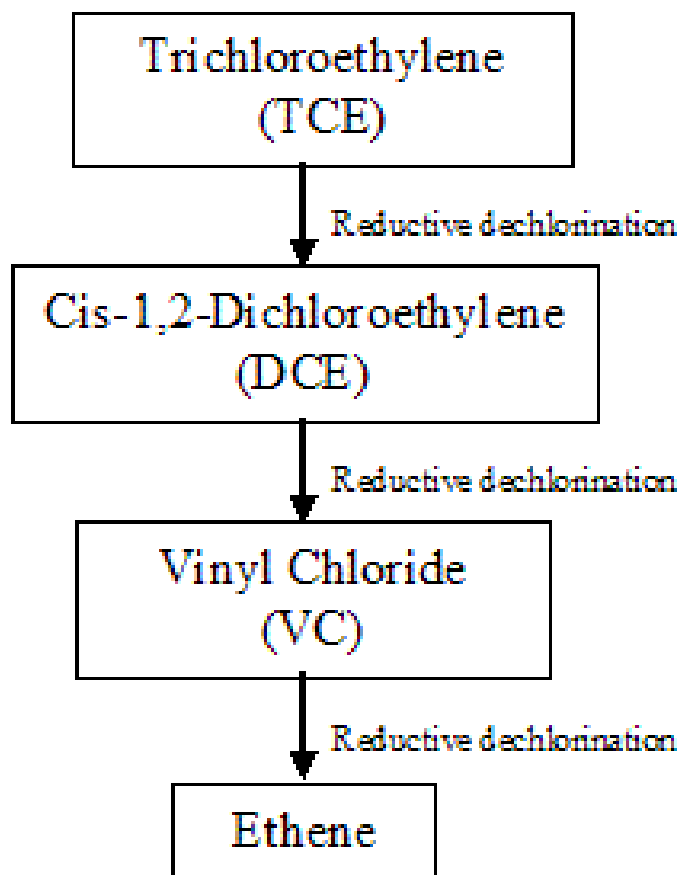 Trichloroethylene
(TCE)
Reductive dechlorination
Cis-1,2-Dichloroethylene
(DCE)
Reductive dechlorination
Vinyl Chloride
(VC)
Reductive dechlorination
Ethene